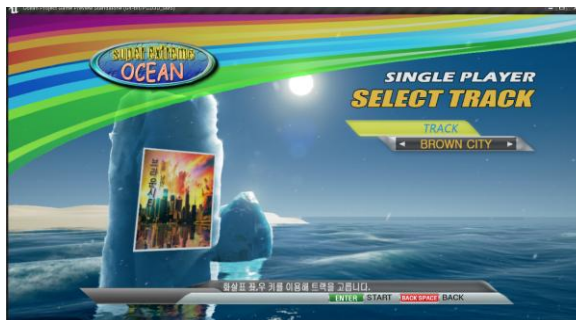 super extreme
OCEAN
SINGLE PLAYER
SELECT TRACK
TRACK
BROWN CITY
화살표 좌,우 키를 이용해 트랙을 고릅니다.
ENTER START BACK SPACE BACK